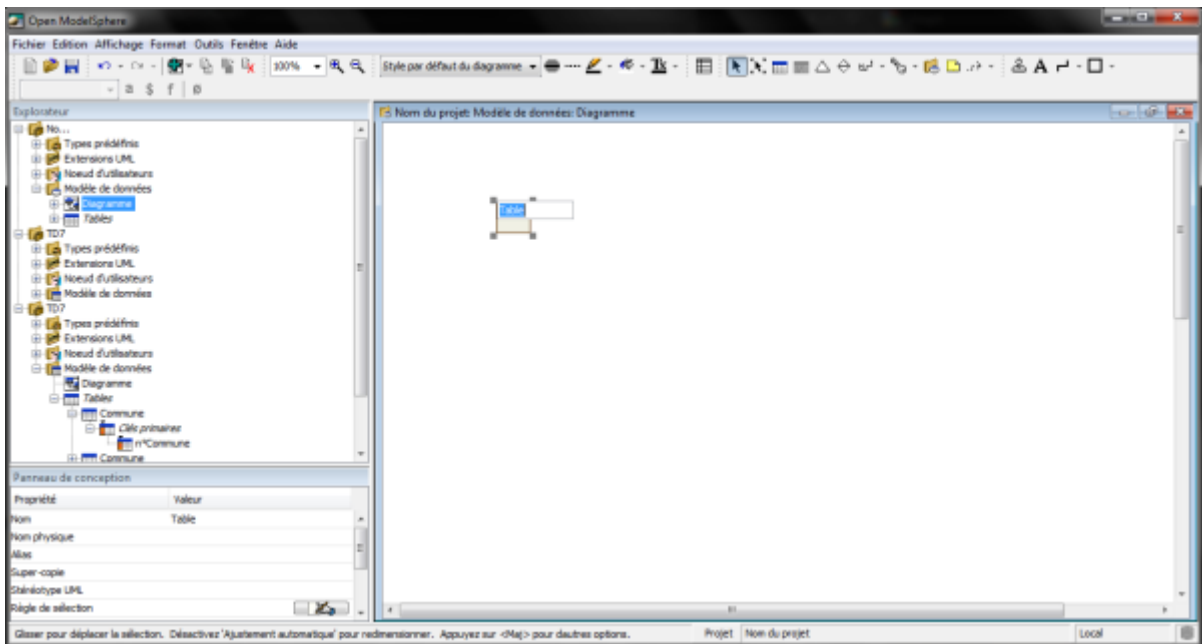 Open ModelSphere
Fichier Edition Affichage Format Outils Fenêtre Aide
100% Style par défaut du diagramme
a $ f Ø
Explorateur
Nom du projet: Modèle de données: Diagramme
No...
Types prédéfinis
Extensions UML
Noeud d'utilisateurs
Modèle de données
Diagramme
Tables
TD7
Types prédéfinis
Extensions UML
Noeud d'utilisateurs
Modèle de données
TD7
Types prédéfinis
Extensions UML
Noeud d'utilisateurs
Modèle de données
Diagramme
Tables
Commune
Clés primaires
n°Commune
Commune
Table
Panneau de conception
Propriété Valeur
Nom Table
Nom physique
Alias
Super-copie
Stéréotype UML
Règle de sélection
Glisser pour déplacer la sélection. Désactivez 'Ajustement automatique' pour redimensionner. Appuyez sur <Maj> pour dautres options. Projet Nom du projet Local